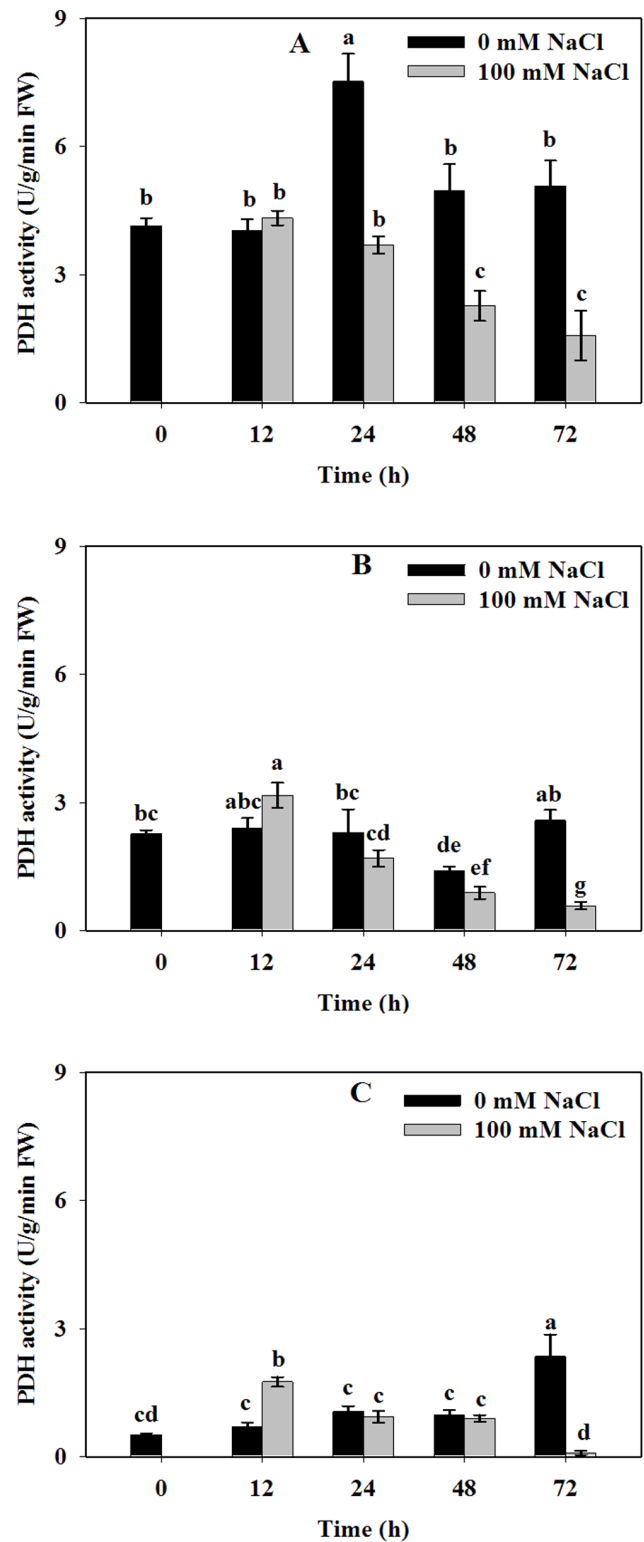 A
0 mM NaCl
100 mM NaCl
PDH activity (U/g/min FW)
9
6
3
0
b
b
b
a
b
b
c
b
c
0
12
24
48
72
Time (h)
B
0 mM NaCl
100 mM NaCl
PDH activity (U/g/min FW)
9
6
3
0
bc
abc
a
bc
cd
de
ef
ab
g
0
12
24
48
72
Time (h)
C
0 mM NaCl
100 mM NaCl
PDH activity (U/g/min FW)
9
6
3
0
cd
c
b
c
c
c
c
a
d
0
12
24
48
72
Time (h)